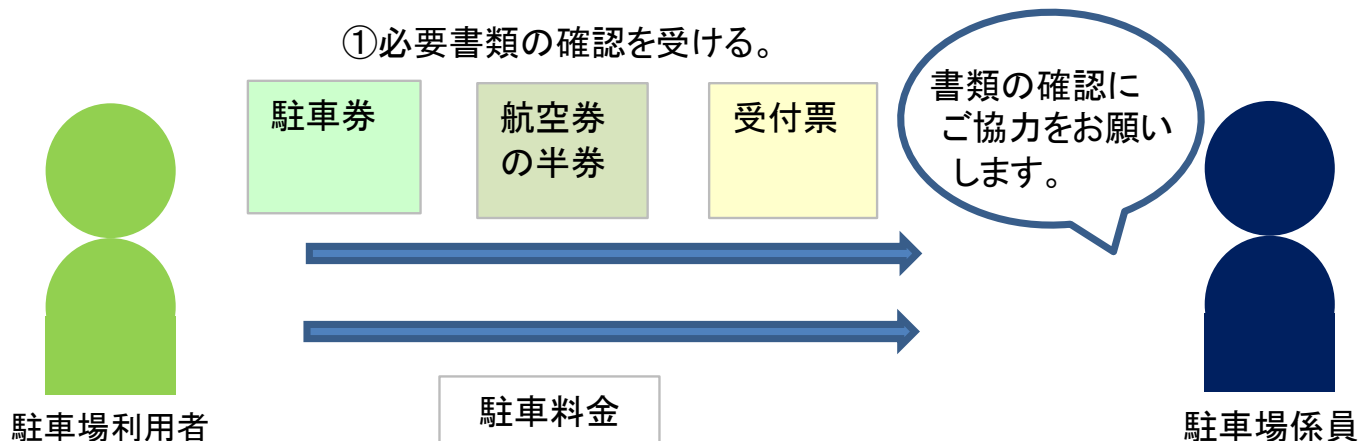 ①必要書類の確認を受ける。
駐車券
航空券
の半券
受付票
書類の確認に
ご協力をお願い
します。
駐車料金
駐車場利用者
駐車場係員